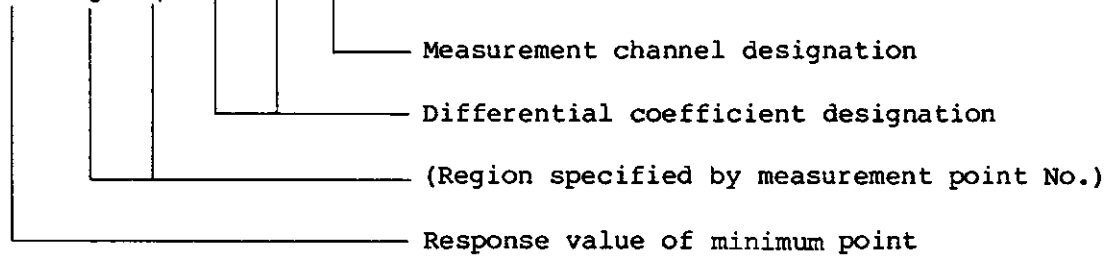 Measurement channel designation
Differential coefficient designation
(Region specified by measurement point No.)
Response value of minimum point